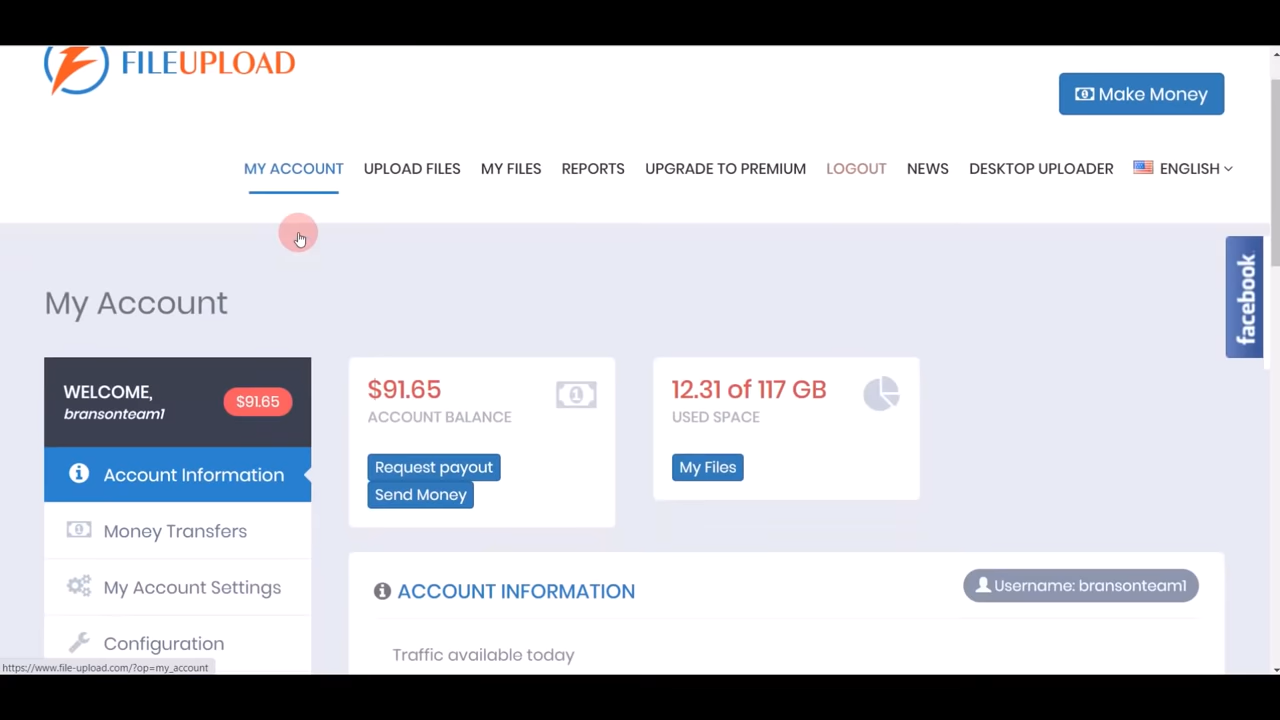 FILEUPLOAD
Make Money
MY ACCOUNT UPLOAD FILES MY FILES REPORTS UPGRADE TO PREMIUM LOGOUT NEWS DESKTOP UPLOADER ENGLISH
facebook
My Account
WELCOME,
bransonteam1
$91.65
Account Information
Money Transfers
My Account Settings
Configuration
$91.65
ACCOUNT BALANCE
Request payout
Send Money
12.31 of 117 GB
USED SPACE
My Files
ACCOUNT INFORMATION
Username: bransonteam1
Traffic available today
https://www.file-upload.com/?op=my_account